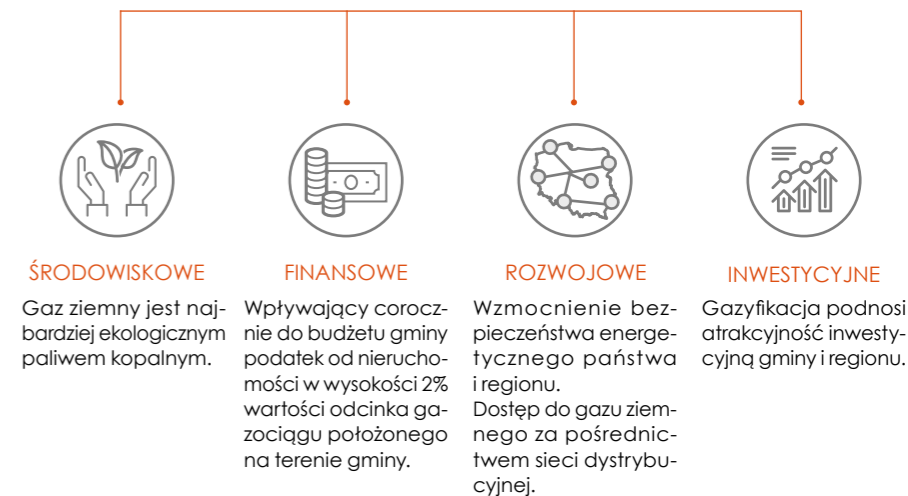 ŚRODOWISKOWE
Gaz ziemny jest naj-
bardziej ekologicznym
paliwem kopalnym.
FINANSOWE
Wpływający corocz-
nie do budżetu gminy
podatek od nierucho-
mości w wysokości 2%
wartości odcinka ga-
zociągu położonego
na terenie gminy.
ROZWOJOWE
Wzmocnienie bez-
pieczeństwa energe-
tycznego państwa
i regionu.
Dostęp do gazu ziem-
nego za pośrednic-
twem sieci dystrybu-
cyjnej.
INWESTYCYJNE
Gazyfikacja podnosi
atrakcyjność inwesty-
cyjną gminy i regionu.